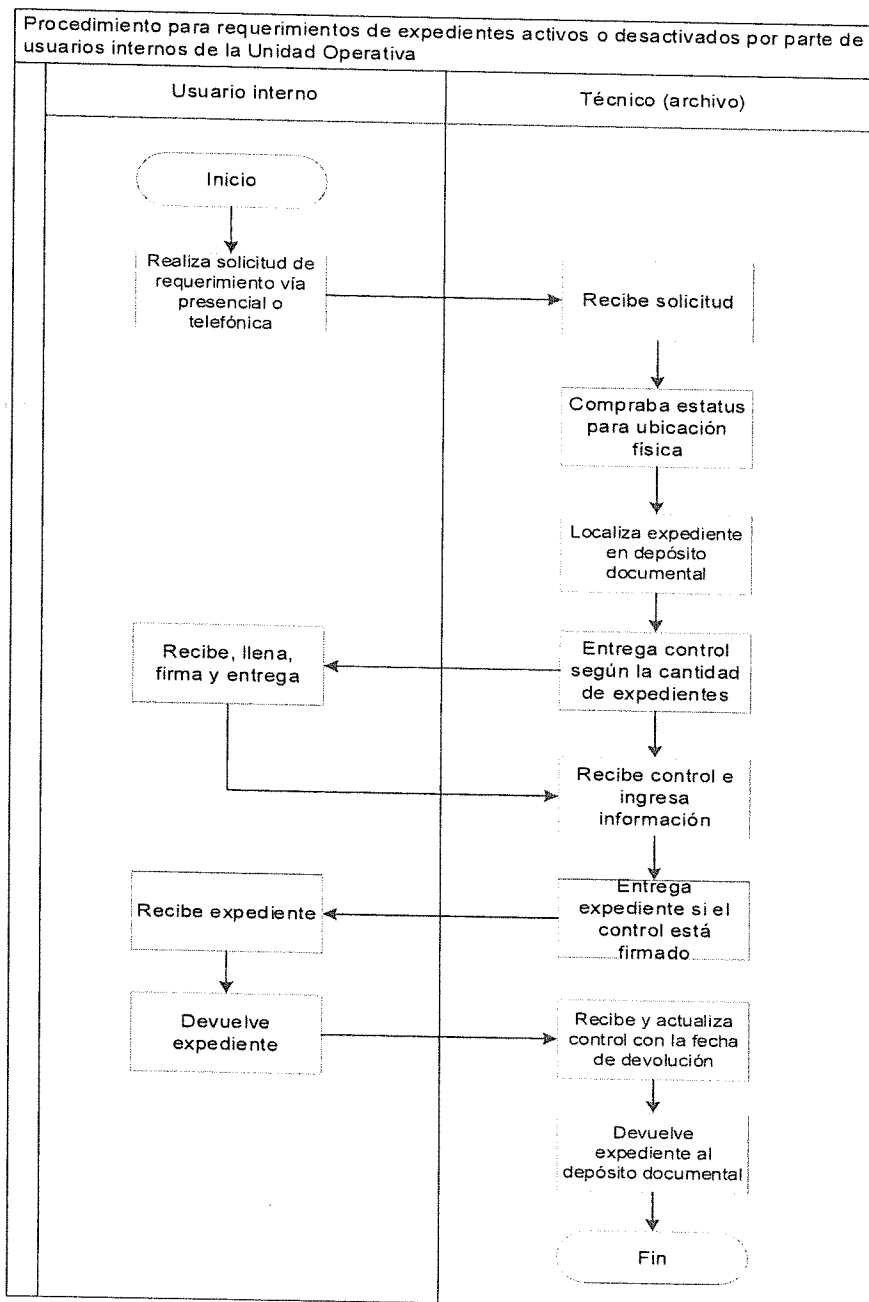 Procedimiento para requerimientos de expedientes activos o desactivados por parte de
usuarios internos de la Unidad Operativa
Usuario interno
Técnico (archivo)
Inicio
Realiza solicitud de
requerimiento vía
presencial o
telefónica
Recibe solicitud
Compraba estatus
para ubicación
física
Localiza expediente
en depósito
documental
Entrega control
según la cantidad
de expedientes
Recibe, llena,
firma y entrega
Recibe control e
ingresa
información
Entrega
expediente si el
control está
firmado
Recibe expediente
Devuelve
expediente
Recibe y actualiza
control con la fecha
de devolución
Devuelve
expediente al
depósito documental
Fin